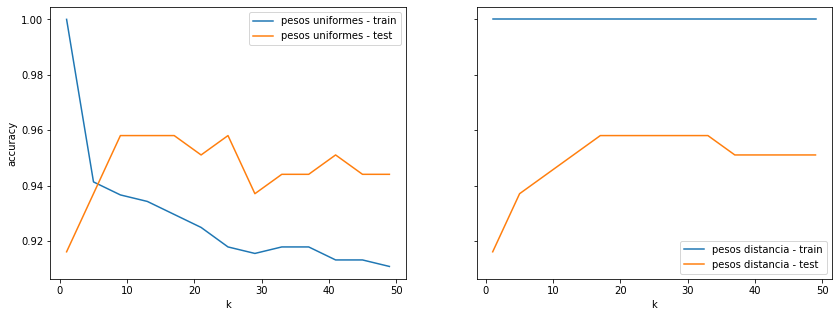 pesos uniformes - train
pesos uniformes - test
1.00
0.98
0.96
0.94
0.92
accuracy
0 10 20 30 40 50
k
pesos distancia - train
pesos distancia - test
0 10 20 30 40 50
k